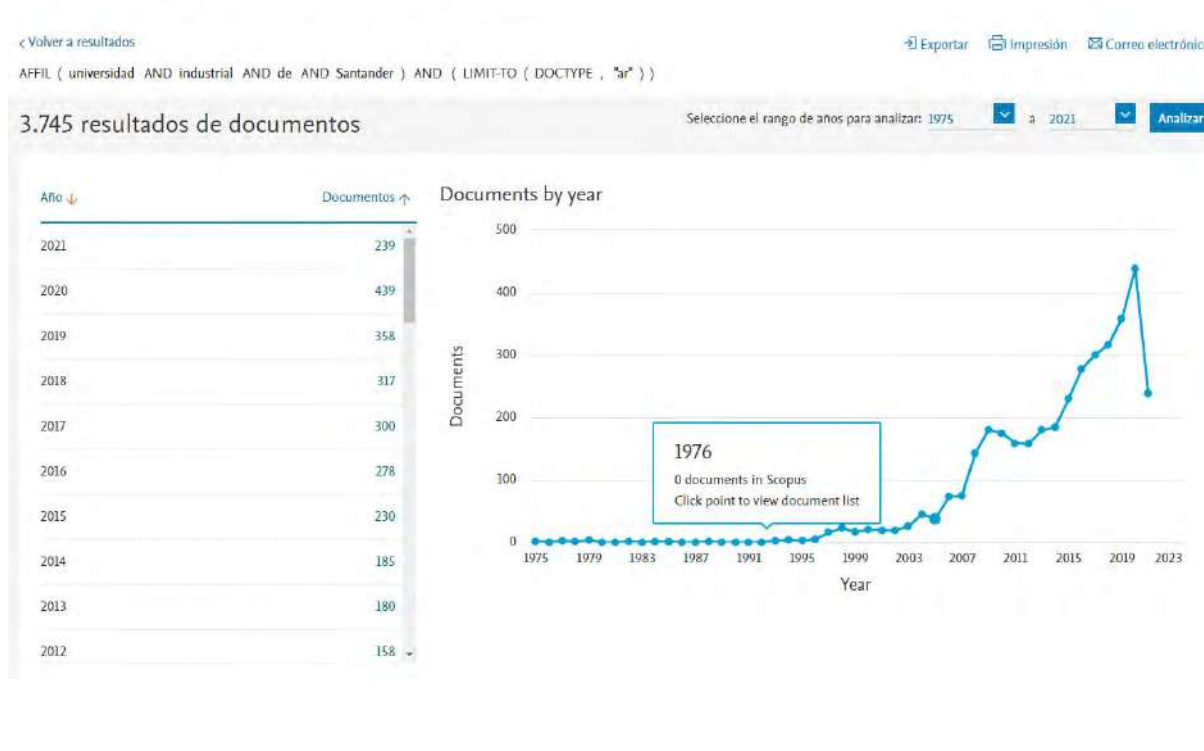 < Volver a resultados
Exportar Impresión Correo electrónico
AFFIL ( universidad AND industrial AND de AND Santander ) AND ( LIMIT-TO ( DOCTYPE , "ar" ) )
3.745 resultados de documentos
Seleccione el rango de años para analizar: 1975 a 2021 Analizar
Año Documentos
2021 239
2020 439
2019 358
2018 317
2017 300
2016 278
2015 230
2014 185
2013 180
2012 158
Documents by year
500
400
300
200
100
0
Documents
1976
0 documents in Scopus
Click point to view document list
1975 1979 1983 1987 1991 1995 1999 2003 2007 2011 2015 2019 2023
Year